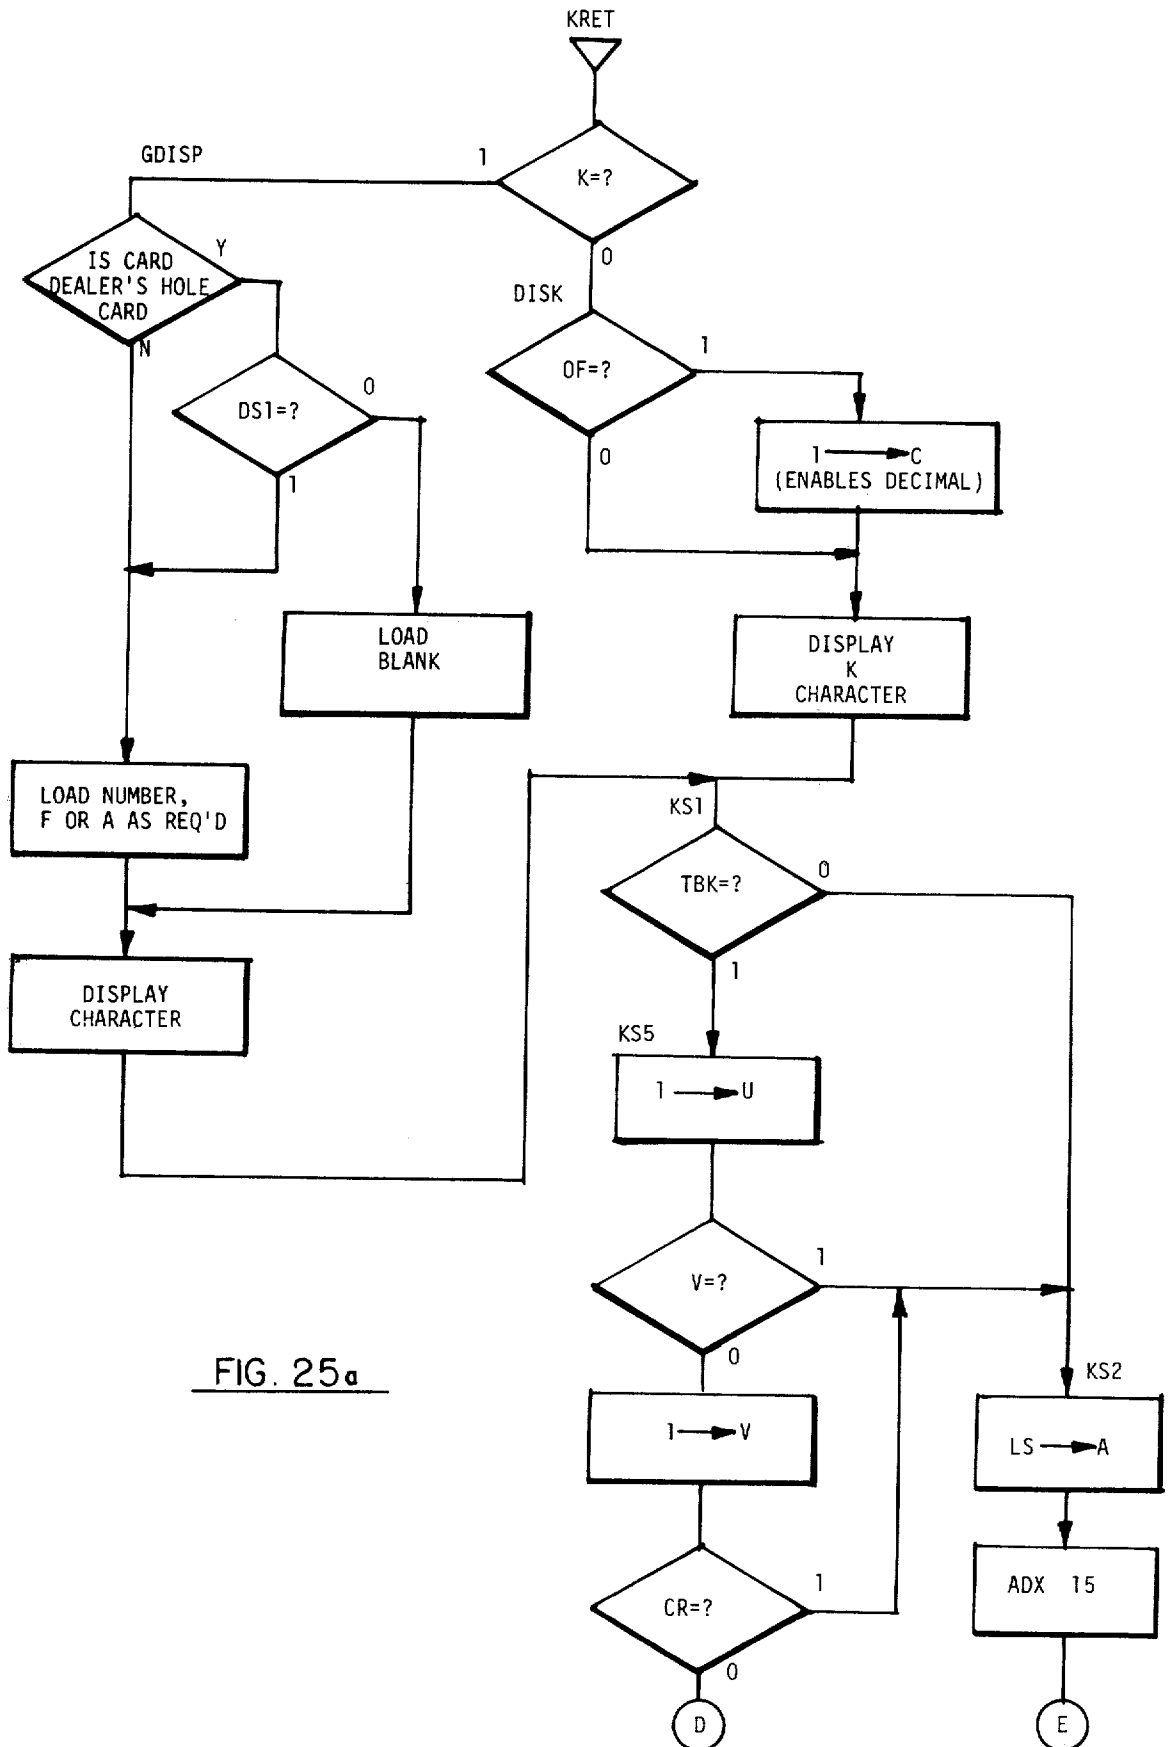 KRET
K=?
1
0
GDISP
IS CARD
DEALER'S HOLE
CARD
Y
N
DISK
OF=?
1
0
DS1=?
0
1
1 → C
(ENABLES DECIMAL)
LOAD
BLANK
DISPLAY
K
CHARACTER
LOAD NUMBER,
F OR A AS REQ'D
KS1
TBK=?
0
1
DISPLAY
CHARACTER
KS5
1 → U
V=?
1
0
FIG. 25a
KS2
1 → V
LS → A
CR=?
1
0
ADX 15
D
E